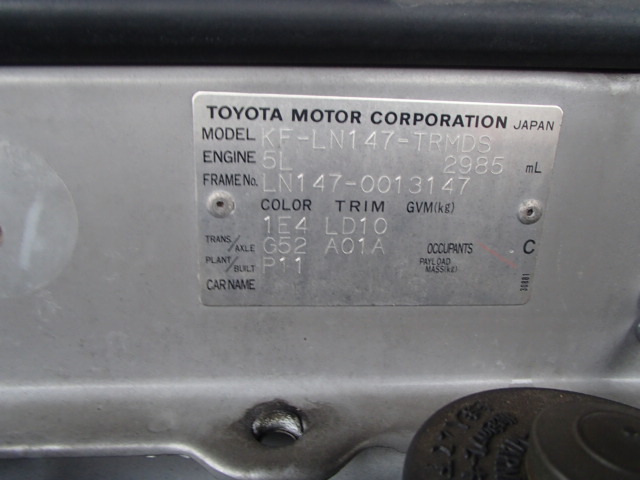 TOYOTA MOTOR CORPORATION JAPAN
MODEL KF-LN147-TRMDS
ENGINE 5L 2985 mL
FRAME No. LN147-0013147
COLOR TRIM GVM(kg)
1E4 LD10
TRANS/AXLE G52 A01A OCCUPANTS C
PLANT/BUILT P11 PAYLOAD MASS(kg)
CAR NAME